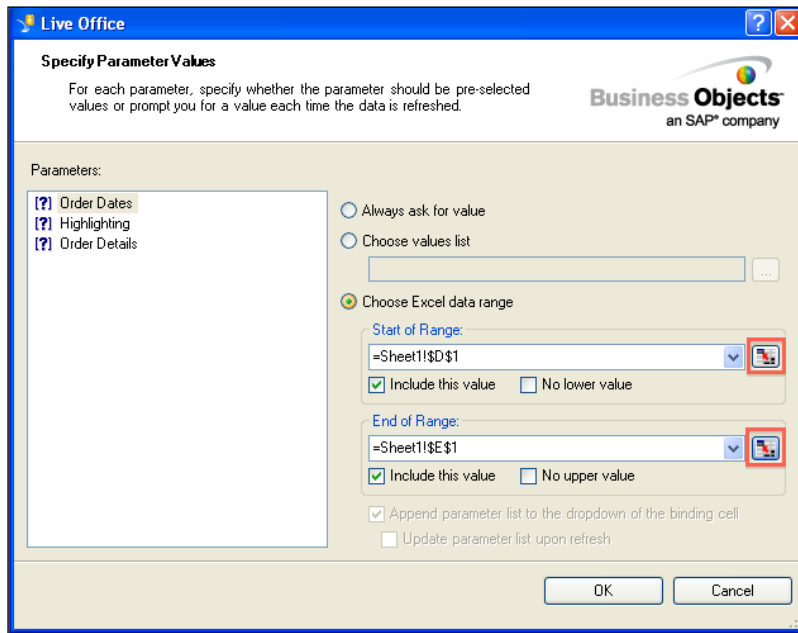 Live Office
?
X
Specify Parameter Values
For each parameter, specify whether the parameter should be pre-selected
values or prompt you for a value each time the data is refreshed.
Business Objects
an SAP® company
Parameters:
[?] Order Dates
[?] Highlighting
[?] Order Details
Always ask for value
Choose values list
...
Choose Excel data range
Start of Range:
=Sheet1!$D$1
Include this value No lower value
End of Range:
=Sheet1!$E$1
Include this value No upper value
Append parameter list to the dropdown of the binding cell
Update parameter list upon refresh
OK Cancel